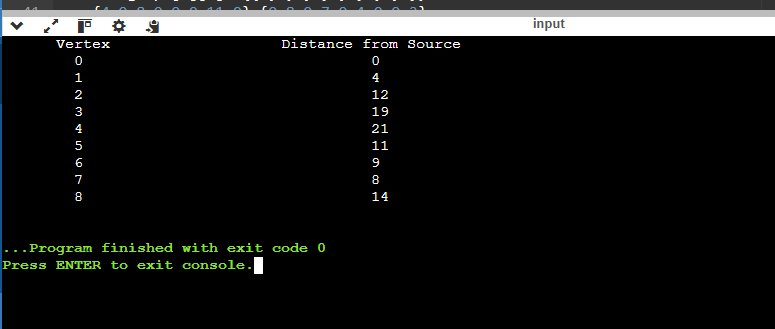 input
Vertex Distance from Source
0 0
1 4
2 12
3 19
4 21
5 11
6 9
7 8
8 14
...Program finished with exit code 0
Press ENTER to exit console.